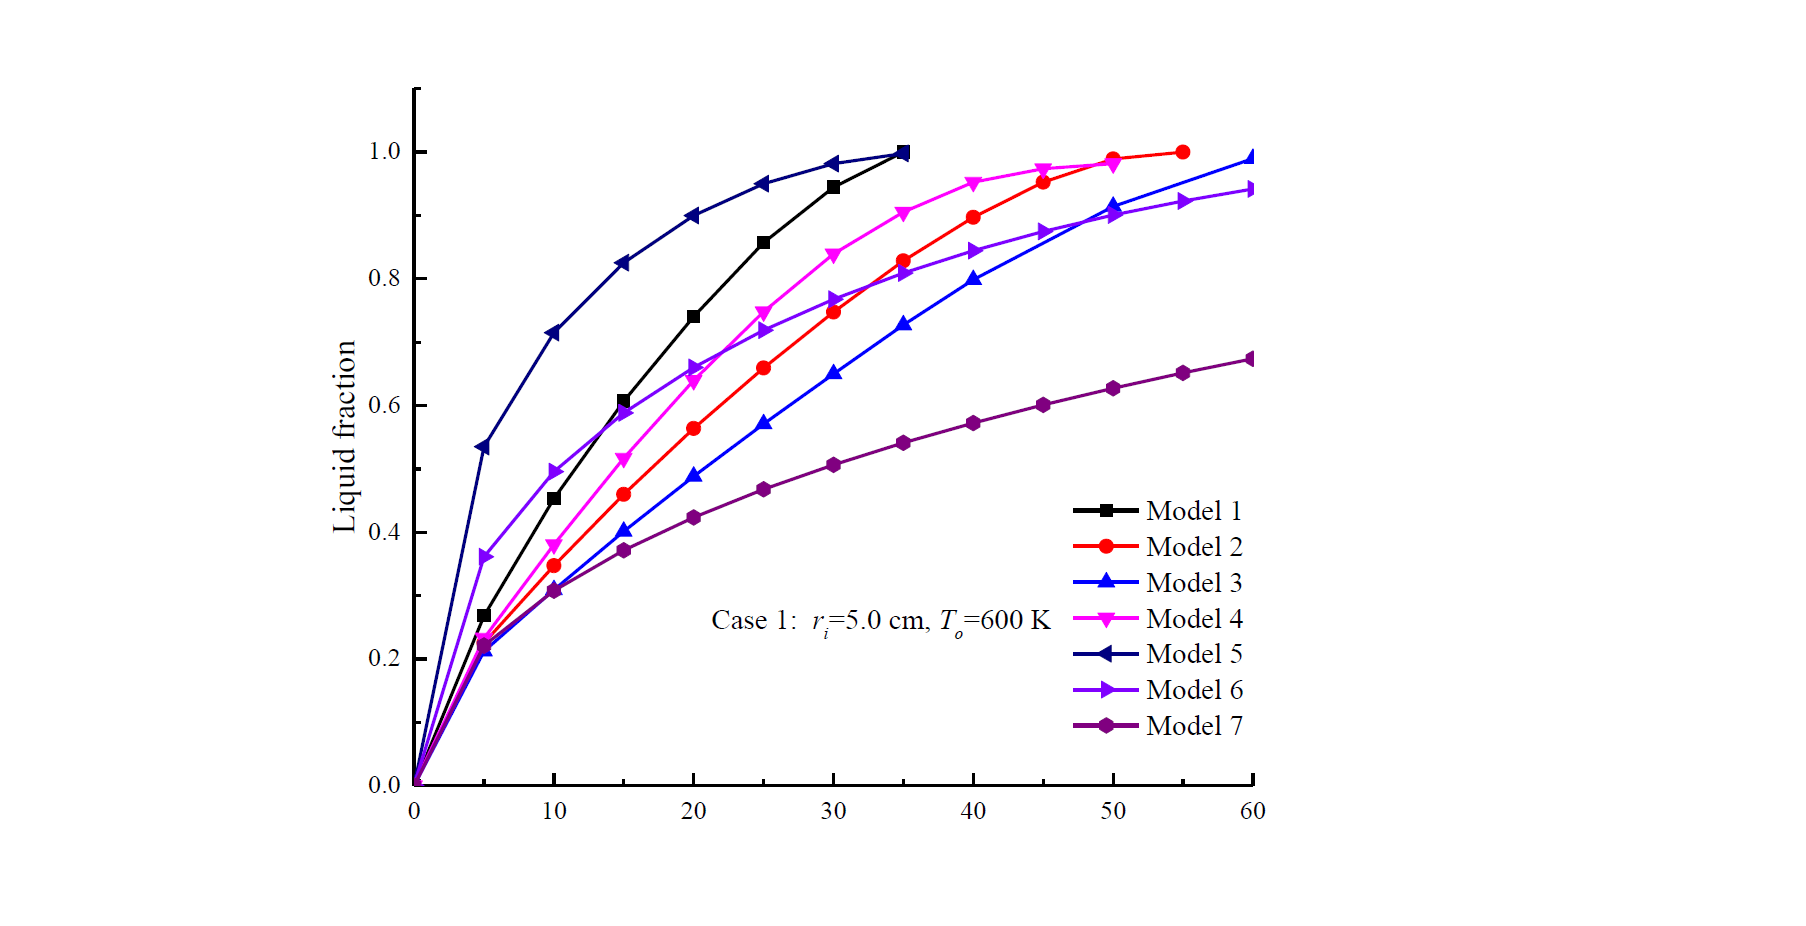 Liquid fraction
1.0
0.8
0.6
0.4
0.2
0.0
0 10 20 30 40 50 60
Case 1: rᵢ=5.0 cm, Tₒ=600 K
Model 1
Model 2
Model 3
Model 4
Model 5
Model 6
Model 7